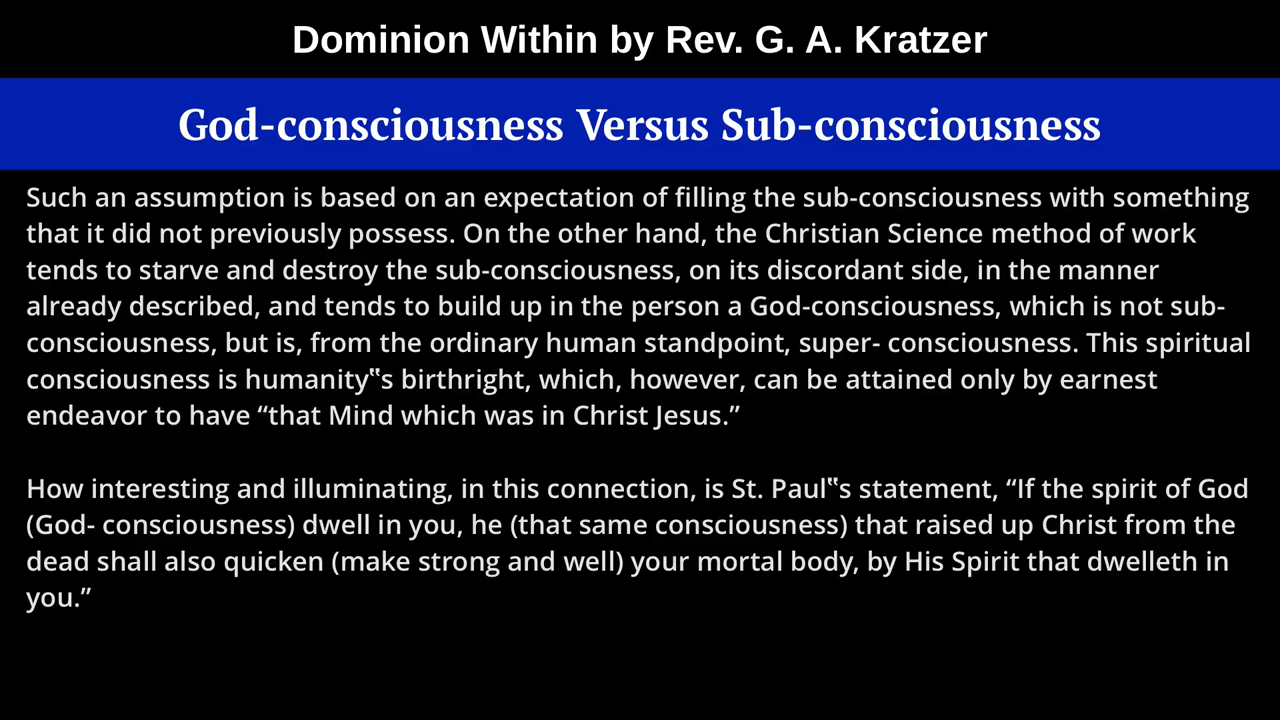 Dominion Within by Rev. G. A. Kratzer
God-consciousness Versus Sub-consciousness
Such an assumption is based on an expectation of filling the sub-consciousness with something
that it did not previously possess. On the other hand, the Christian Science method of work
tends to starve and destroy the sub-consciousness, on its discordant side, in the manner
already described, and tends to build up in the person a God-consciousness, which is not sub-
consciousness, but is, from the ordinary human standpoint, super- consciousness. This spiritual
consciousness is humanity‟s birthright, which, however, can be attained only by earnest
endeavor to have “that Mind which was in Christ Jesus.”
How interesting and illuminating, in this connection, is St. Paul‟s statement, “If the spirit of God
(God- consciousness) dwell in you, he (that same consciousness) that raised up Christ from the
dead shall also quicken (make strong and well) your mortal body, by His Spirit that dwelleth in
you.”